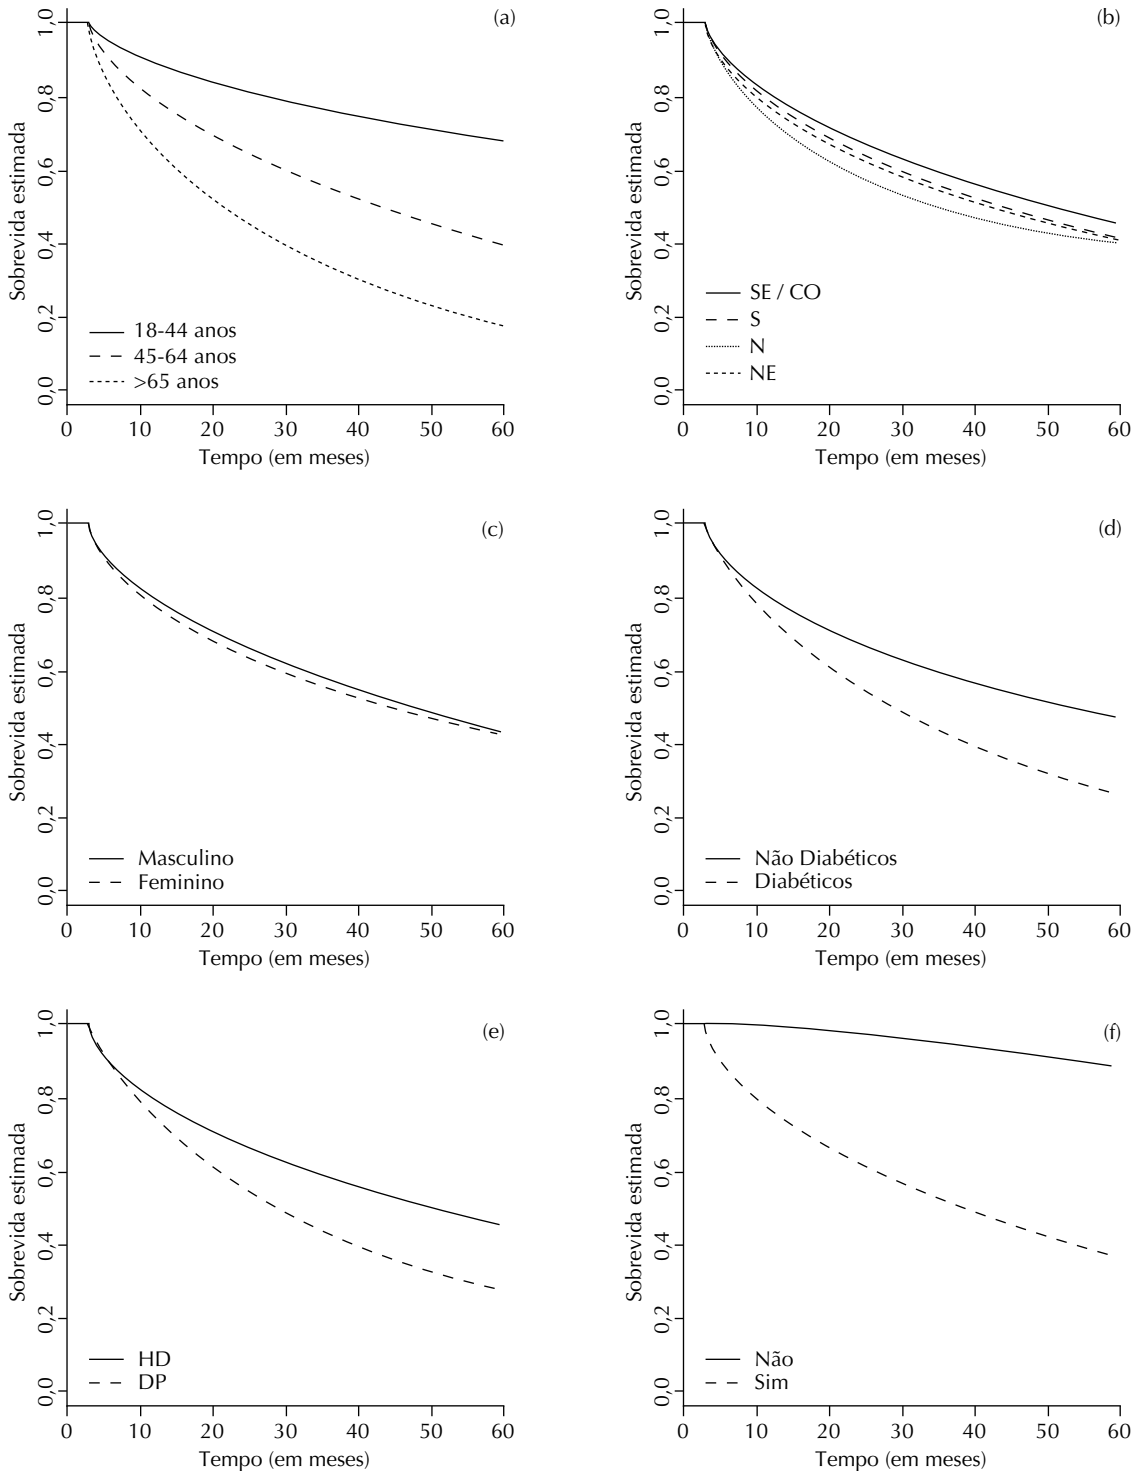 (a)
Sobrevida estimada
1,0
0,8
0,6
0,4
0,2
0,0
18-44 anos
45-64 anos
>65 anos
0 10 20 30 40 50 60
Tempo (em meses)
(b)
Sobrevida estimada
1,0
0,8
0,6
0,4
0,2
0,0
SE / CO
S
N
NE
0 10 20 30 40 50 60
Tempo (em meses)
(c)
Sobrevida estimada
1,0
0,8
0,6
0,4
0,2
0,0
Masculino
Feminino
0 10 20 30 40 50 60
Tempo (em meses)
(d)
Sobrevida estimada
1,0
0,8
0,6
0,4
0,2
0,0
Não Diabéticos
Diabéticos
0 10 20 30 40 50 60
Tempo (em meses)
(e)
Sobrevida estimada
1,0
0,8
0,6
0,4
0,2
0,0
HD
DP
0 10 20 30 40 50 60
Tempo (em meses)
(f)
Sobrevida estimada
1,0
0,8
0,6
0,4
0,2
0,0
Não
Sim
0 10 20 30 40 50 60
Tempo (em meses)